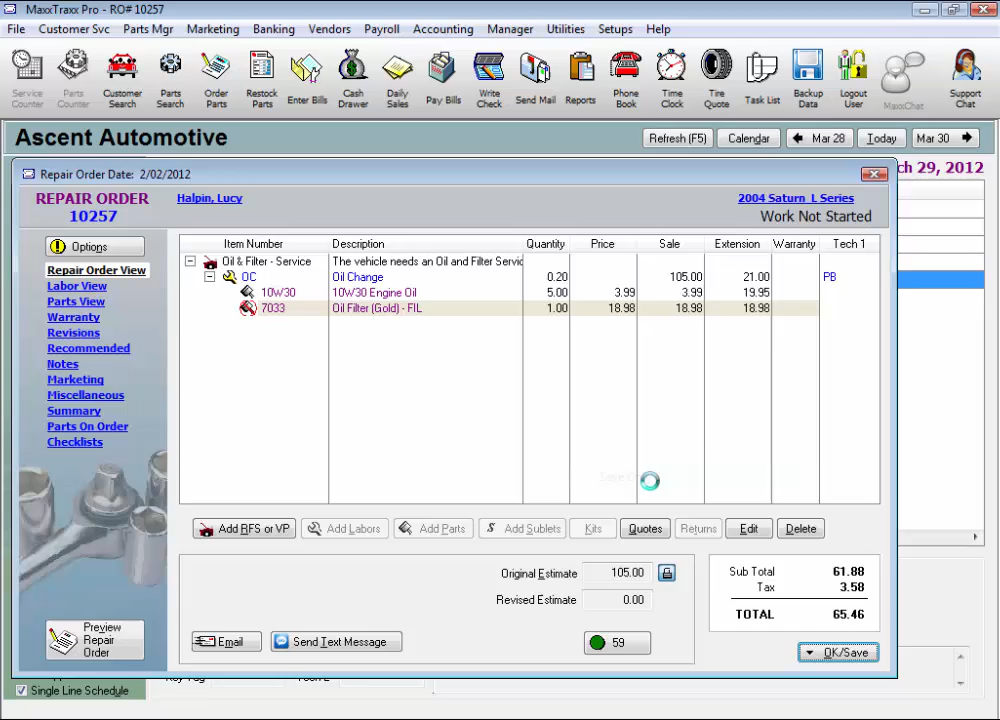 MaxxTraxx Pro - RO# 10257
File Customer Svc Parts Mgr Marketing Banking Vendors Payroll Accounting Manager Utilities Setups Help
Service Counter
Parts Counter
Customer Search
Parts Search
Order Parts
Restock Parts
Enter Bills
Cash Drawer
Daily Sales
Pay Bills
Write Check
Send Mail
Reports
Phone Book
Time Clock
Tire Quote
Task List
Backup Data
Logout User
MaxxChat
Support Chat
Ascent Automotive
Refresh (F5) Calendar Mar 28 Today Mar 30
ch 29, 2012
Repair Order Date: 2/02/2012
REPAIR ORDER
10257
Halpin, Lucy
2004 Saturn L Series
Work Not Started
Options
Repair Order View
Labor View
Parts View
Warranty
Revisions
Recommended
Notes
Marketing
Miscellaneous
Summary
Parts On Order
Checklists
Preview Repair Order
Item Number Description Quantity Price Sale Extension Warranty Tech 1
Oil & Filter - Service The vehicle needs an Oil and Filter Servic
OC Oil Change 0.20 105.00 21.00 PB
10W30 10W30 Engine Oil 5.00 3.99 3.99 19.95
7033 Oil Filter (Gold) - FIL 1.00 18.98 18.98 18.98
Add RFS or VP Add Labors Add Parts S Add Sublets Kits Quotes Returns Edit Delete
Original Estimate 105.00
Revised Estimate 0.00
Email Send Text Message 59
Sub Total 61.88
Tax 3.58
TOTAL 65.46
OK/Save
Single Line Schedule